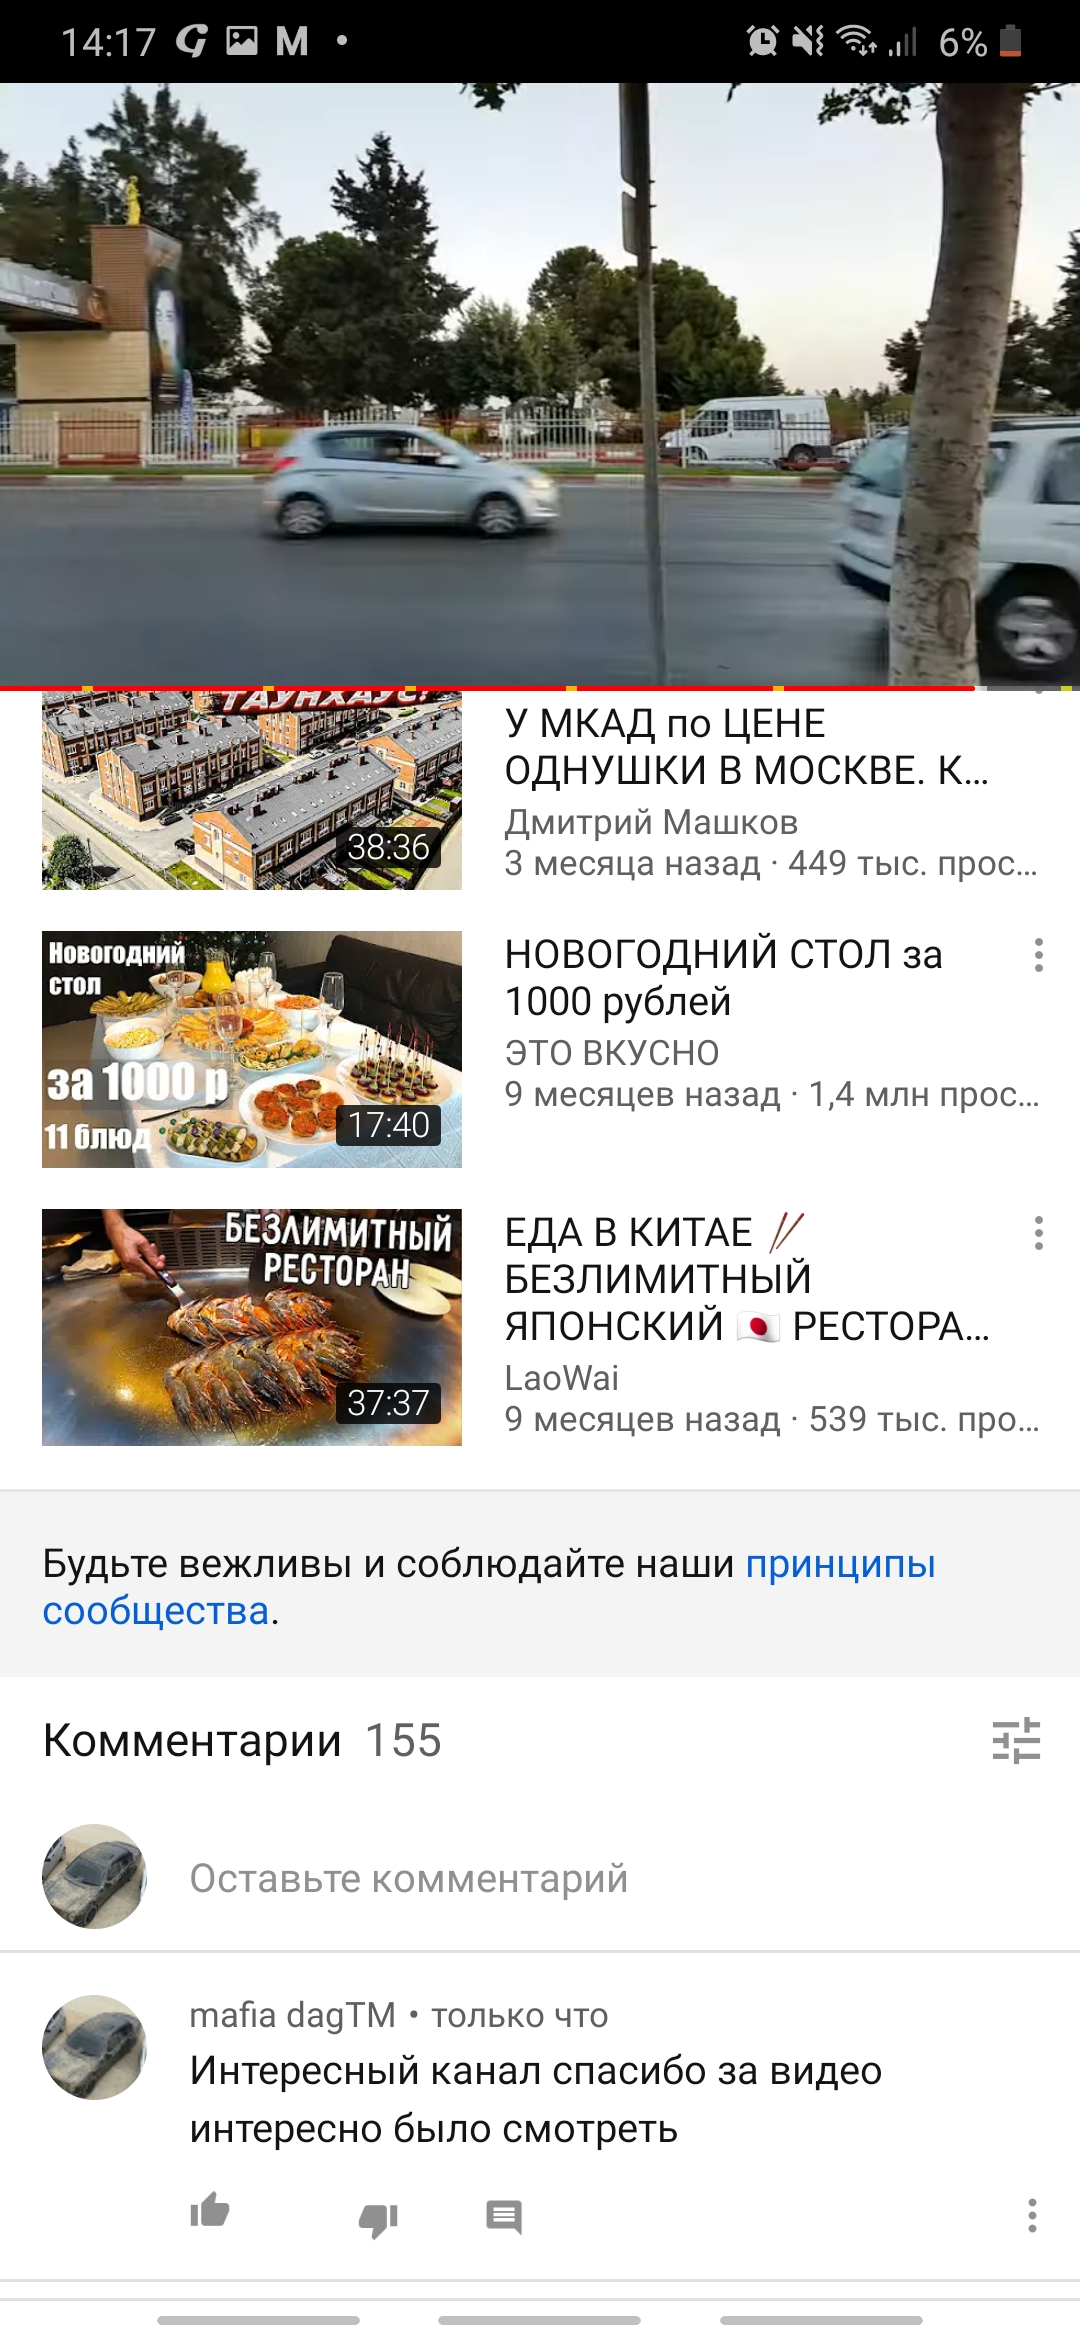 14:17
6%
ТАУНХАУС!
38:36
У МКАД по ЦЕНЕ
ОДНУШКИ В МОСКВЕ. К...
Дмитрий Машков
3 месяца назад · 449 тыс. прос...
Новогодний
стол
за 1000 р
11 блюд
17:40
НОВОГОДНИЙ СТОЛ за
1000 рублей
ЭТО ВКУСНО
9 месяцев назад · 1,4 млн прос...
БЕЗЛИМИТНЫЙ
РЕСТОРАН
37:37
ЕДА В КИТАЕ 🥢
БЕЗЛИМИТНЫЙ
ЯПОНСКИЙ 🇯🇵 РЕСТОРА...
LaoWai
9 месяцев назад · 539 тыс. про...
Будьте вежливы и соблюдайте наши принципы
сообщества.
Комментарии 155
Оставьте комментарий
mafia dagTM • только что
Интересный канал спасибо за видео
интересно было смотреть